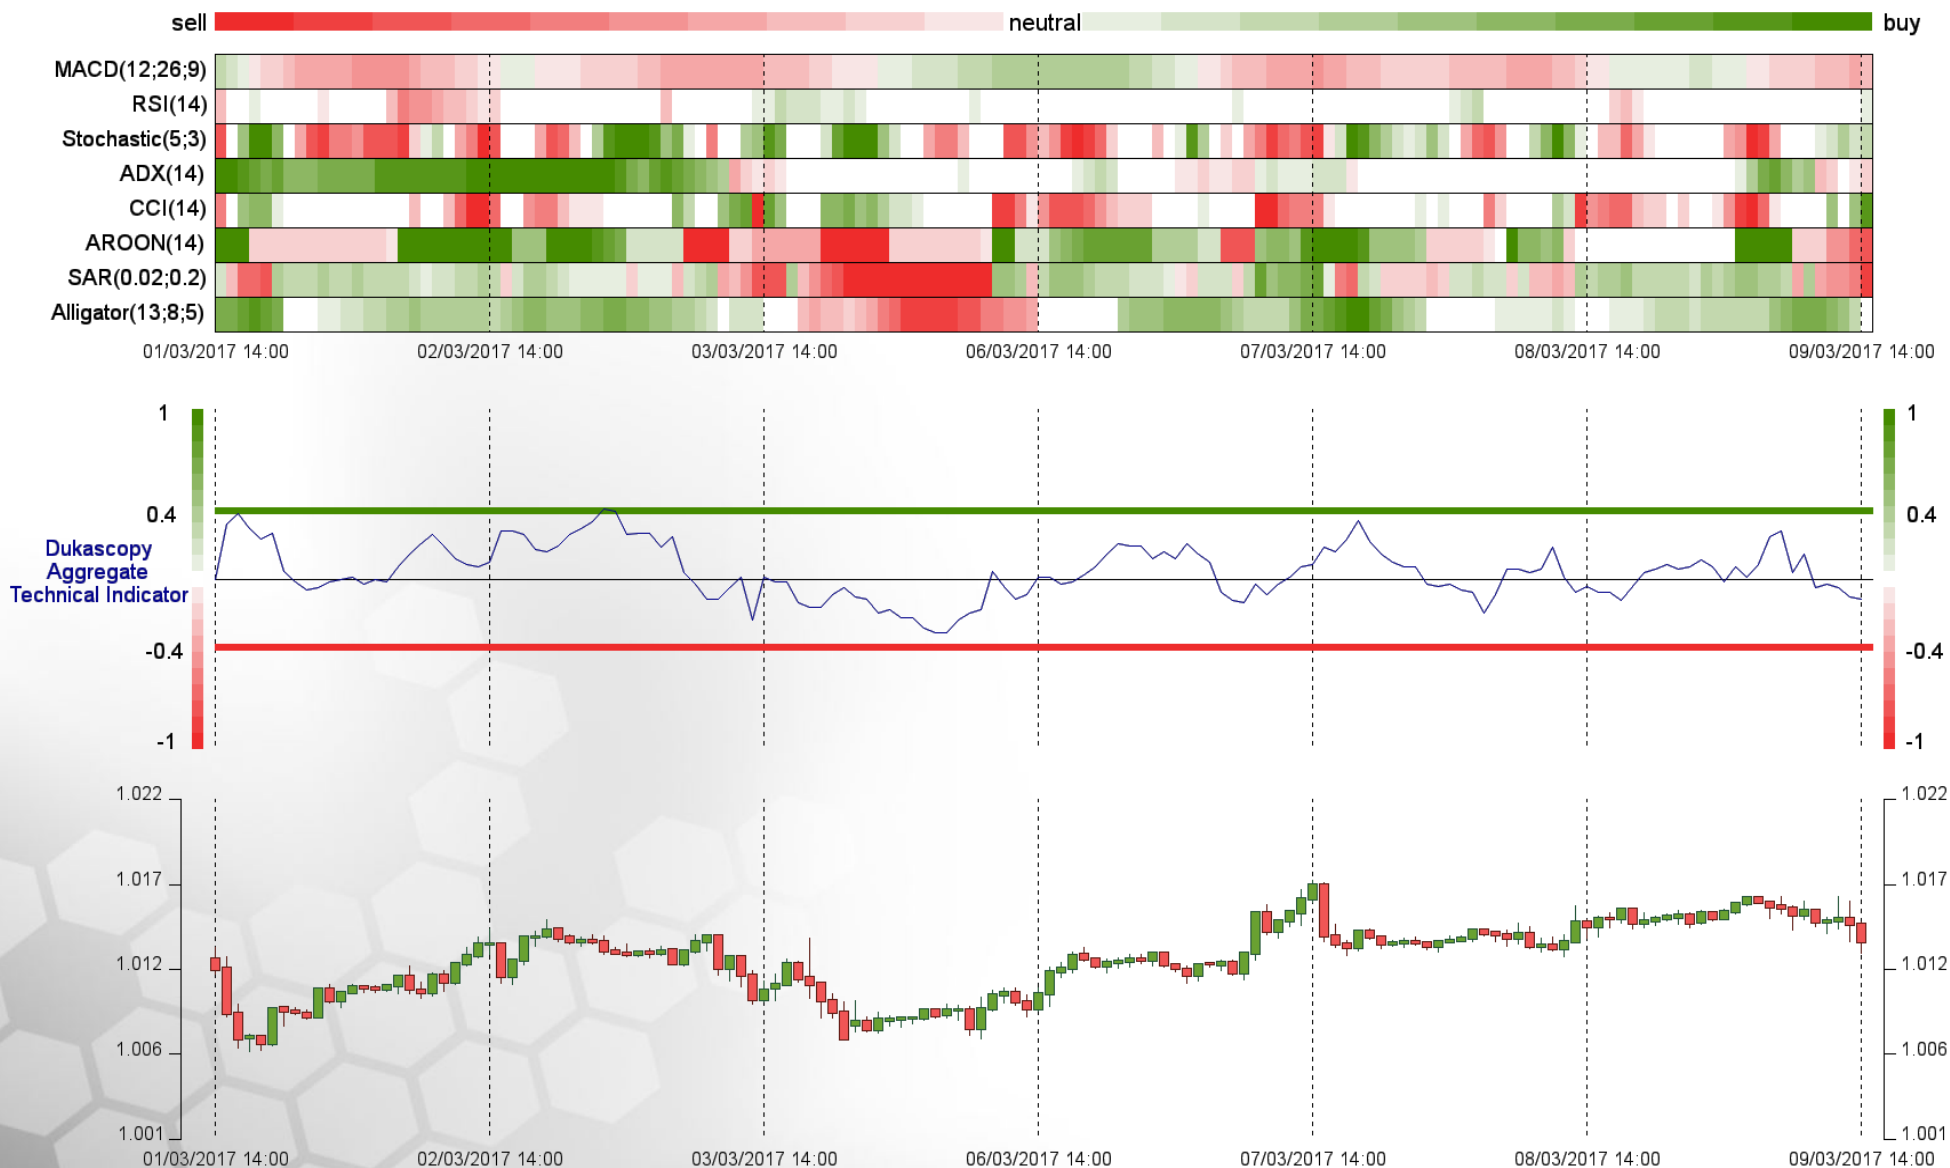 sell neutral buy
MACD(12;26;9)
RSI(14)
Stochastic(5;3)
ADX(14)
CCI(14)
AROON(14)
SAR(0.02;0.2)
Alligator(13;8;5)
01/03/2017 14:00 02/03/2017 14:00 03/03/2017 14:00 06/03/2017 14:00 07/03/2017 14:00 08/03/2017 14:00 09/03/2017 14:00
1 1
0.4 0.4
Dukascopy
Aggregate
Technical Indicator
-0.4 -0.4
-1 -1
1.022 1.022
1.017 1.017
1.012 1.012
1.006 1.006
1.001 1.001
01/03/2017 14:00 02/03/2017 14:00 03/03/2017 14:00 06/03/2017 14:00 07/03/2017 14:00 08/03/2017 14:00 09/03/2017 14:00